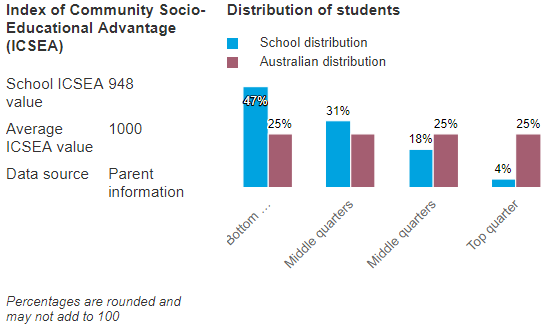 Index of Community Socio-
Educational Advantage
(ICSEA)
School ICSEA 948
value
Average 1000
ICSEA value
Data source Parent
information
Percentages are rounded and
may not add to 100
Distribution of students
School distribution
Australian distribution
47%
25%
31%
18%
25%
4%
25%
Bottom ...
Middle quarters
Middle quarters
Top quarter